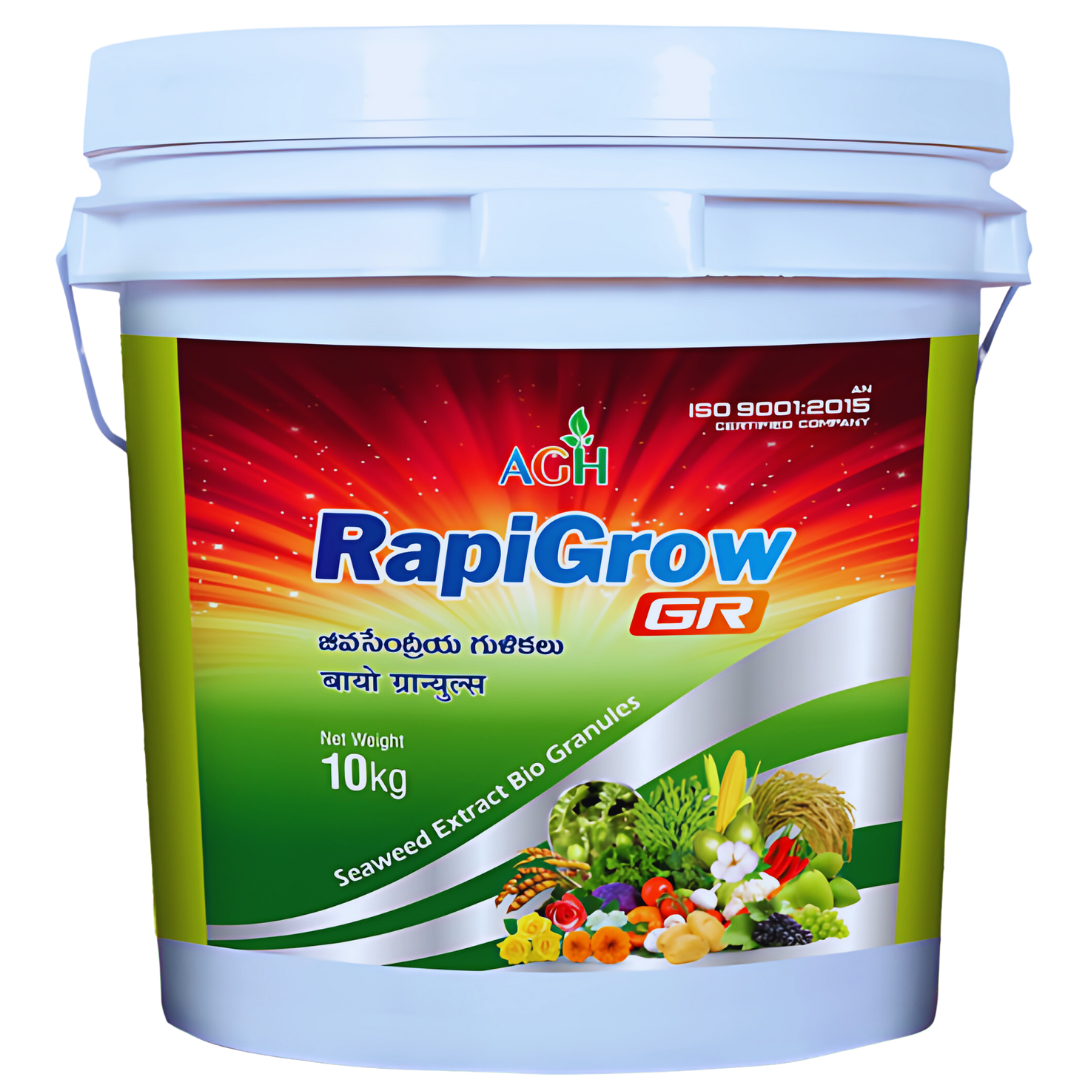 AN
ISO 9001:2015
CERTIFIED COMPANY
AGH
RapiGrow
GR
జీవసేంద్రీయ గుళికలు
बायो ग्रान्युल्स
Net Weight
10kg
Seaweed Extract Bio Granules